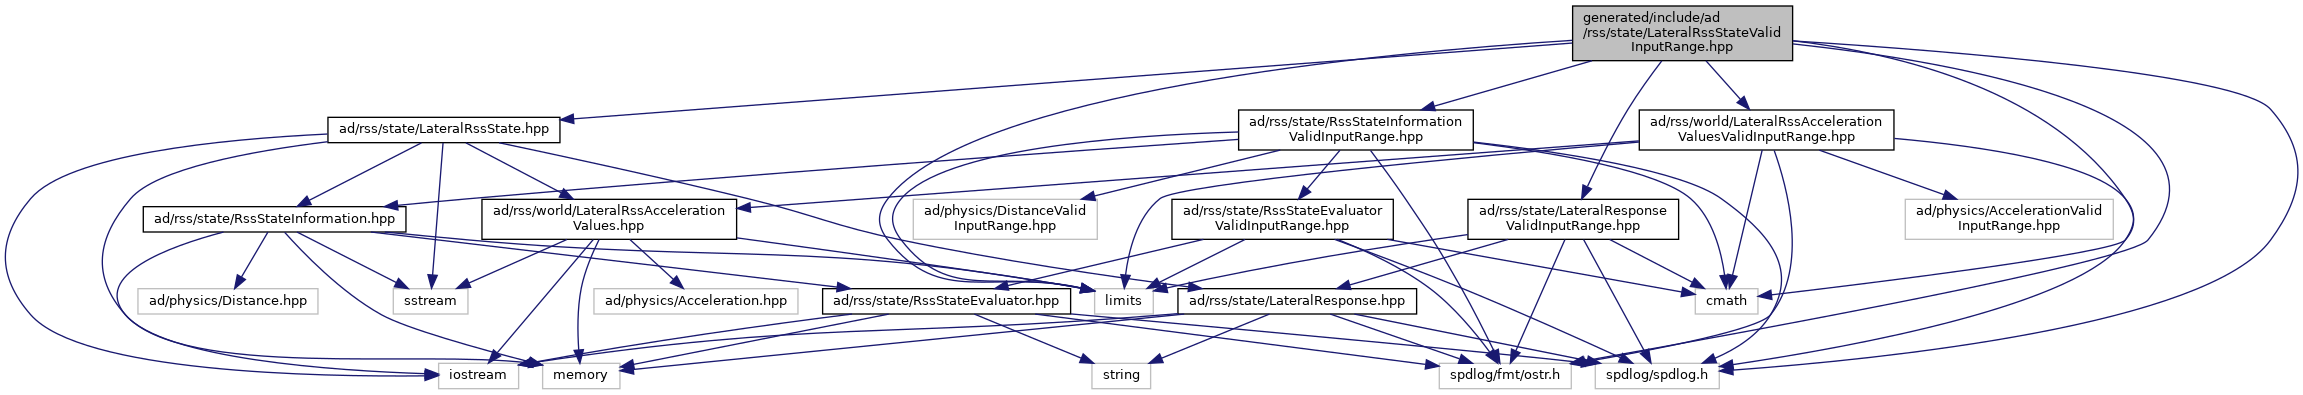 generated/include/ad
/rss/state/LateralRssStateValid
InputRange.hpp
ad/rss/state/LateralRssState.hpp
ad/rss/state/RssStateInformation
ValidInputRange.hpp
ad/rss/world/LateralRssAcceleration
ValuesValidInputRange.hpp
ad/rss/state/RssStateInformation.hpp
ad/rss/world/LateralRssAcceleration
Values.hpp
ad/physics/DistanceValid
InputRange.hpp
ad/rss/state/RssStateEvaluator
ValidInputRange.hpp
ad/rss/state/LateralResponse
ValidInputRange.hpp
ad/physics/AccelerationValid
InputRange.hpp
ad/physics/Distance.hpp
sstream
ad/physics/Acceleration.hpp
ad/rss/state/RssStateEvaluator.hpp
limits
ad/rss/state/LateralResponse.hpp
cmath
iostream
memory
string
spdlog/fmt/ostr.h
spdlog/spdlog.h